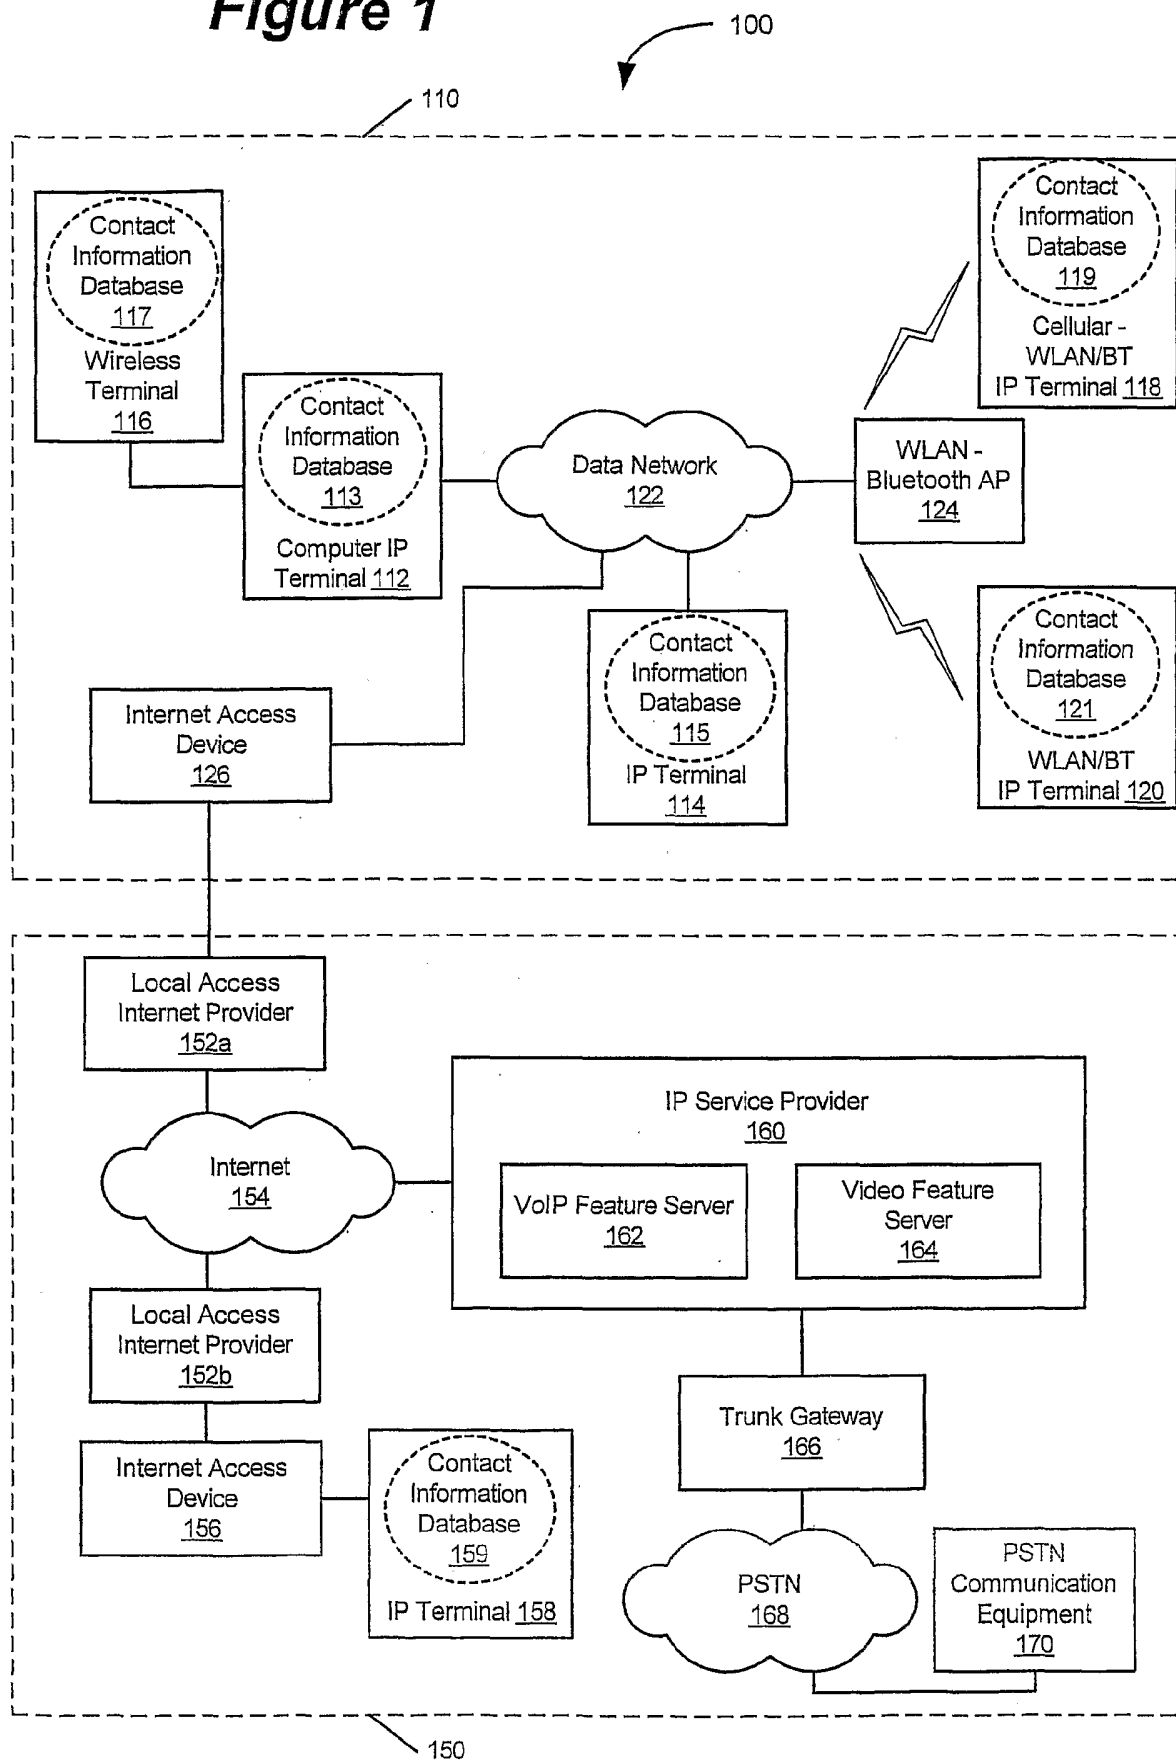 Figure 1
100
110
Contact
Information
Database
117
Wireless
Terminal
116
Contact
Information
Database
113
Computer IP
Terminal 112
Data Network
122
Contact
Information
Database
119
Cellular -
WLAN/BT
IP Terminal 118
WLAN -
Bluetooth AP
124
Contact
Information
Database
115
IP Terminal
114
Contact
Information
Database
121
WLAN/BT
IP Terminal 120
Internet Access
Device
126
Local Access
Internet Provider
152a
Internet
154
IP Service Provider
160
VoIP Feature Server
162
Video Feature
Server
164
Local Access
Internet Provider
152b
Internet Access
Device
156
Contact
Information
Database
159
IP Terminal 158
Trunk Gateway
166
PSTN
168
PSTN
Communication
Equipment
170
150